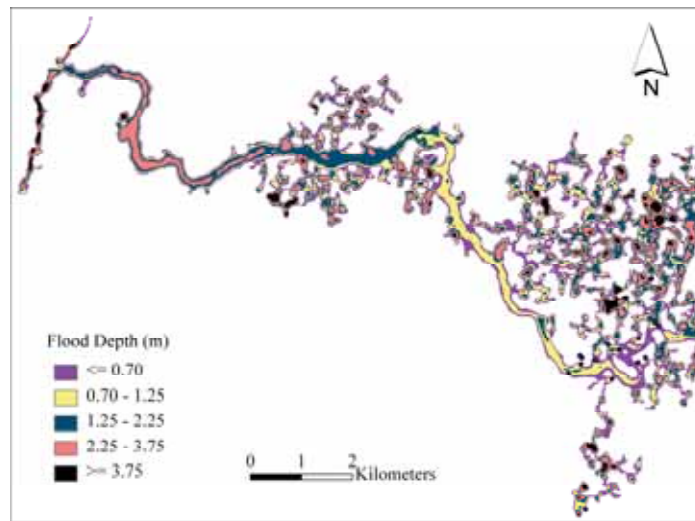 N
Flood Depth (m)
<= 0.70
0.70 - 1.25
1.25 - 2.25
2.25 - 3.75
>= 3.75
0 1 2
Kilometers